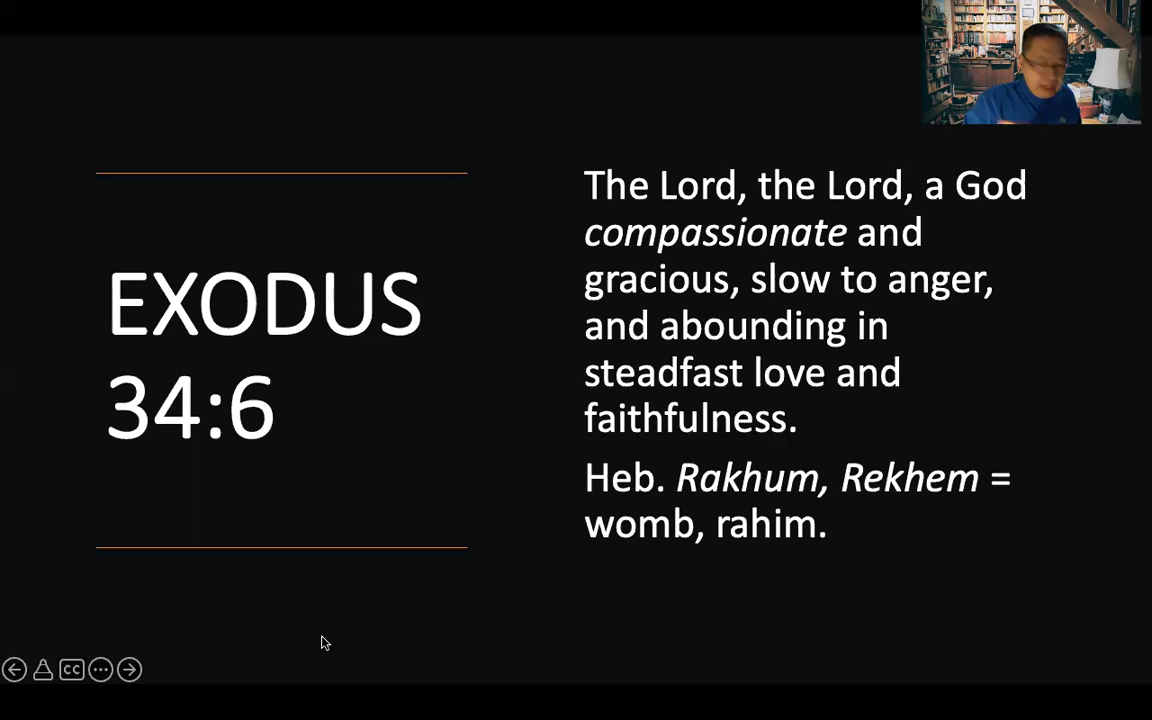 EXODUS
34:6
The Lord, the Lord, a God
compassionate and
gracious, slow to anger,
and abounding in
steadfast love and
faithfulness.
Heb. Rakhum, Rekhem =
womb, rahim.
CC